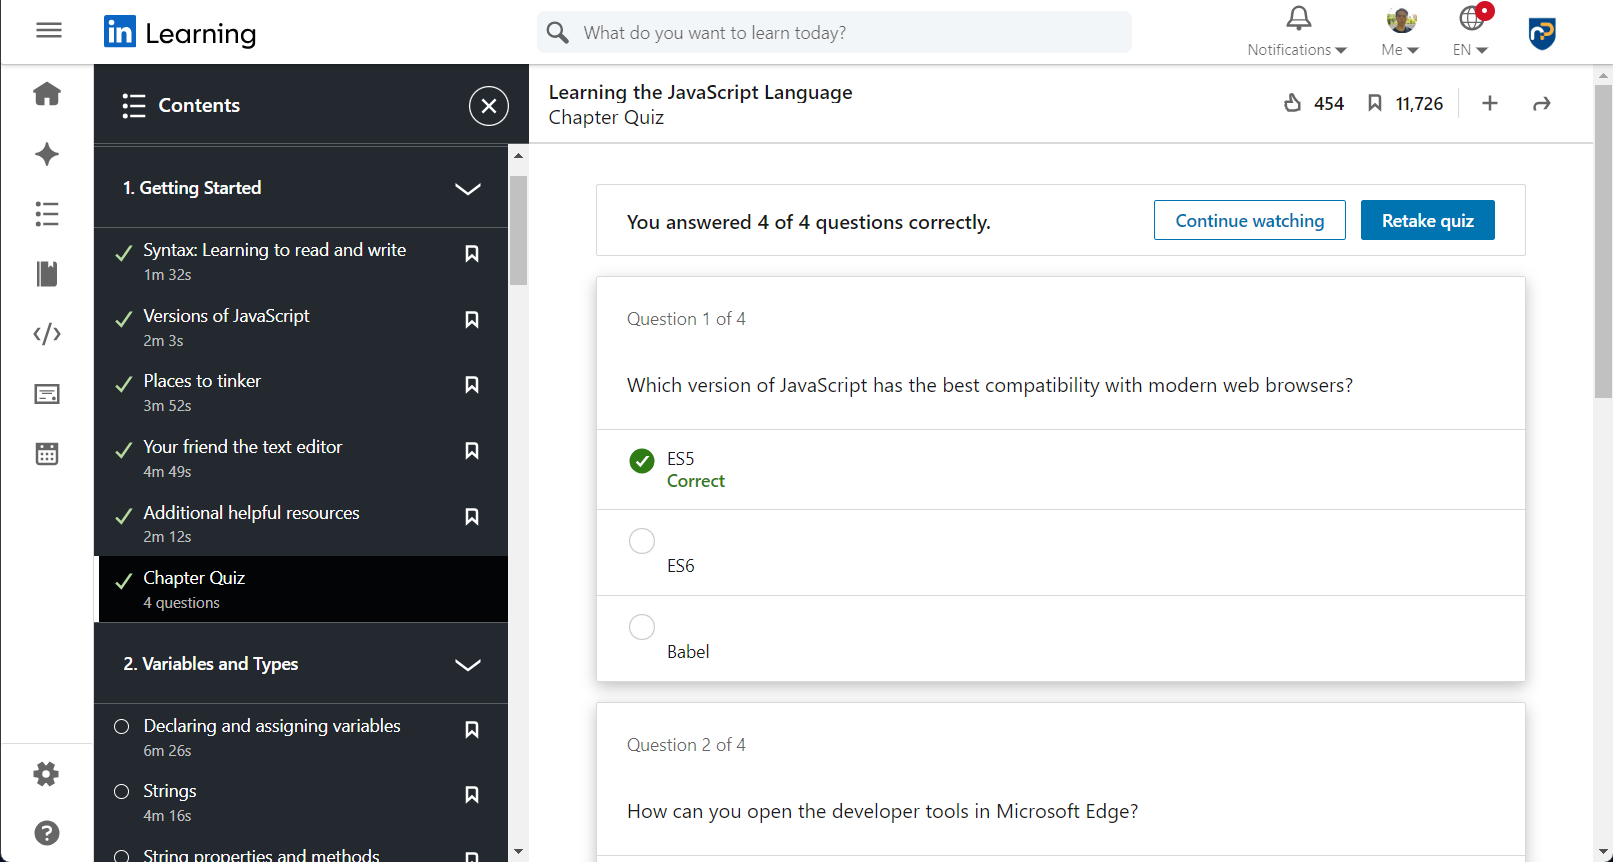 in Learning
What do you want to learn today?
Notifications
Me
EN
Contents
1. Getting Started
Syntax: Learning to read and write
1m 32s
Versions of JavaScript
2m 3s
Places to tinker
3m 52s
Your friend the text editor
4m 49s
Additional helpful resources
2m 12s
Chapter Quiz
4 questions
2. Variables and Types
Declaring and assigning variables
6m 26s
Strings
4m 16s
String properties and methods
Learning the JavaScript Language
Chapter Quiz
454
11,726
You answered 4 of 4 questions correctly.
Continue watching
Retake quiz
Question 1 of 4
Which version of JavaScript has the best compatibility with modern web browsers?
ES5
Correct
ES6
Babel
Question 2 of 4
How can you open the developer tools in Microsoft Edge?